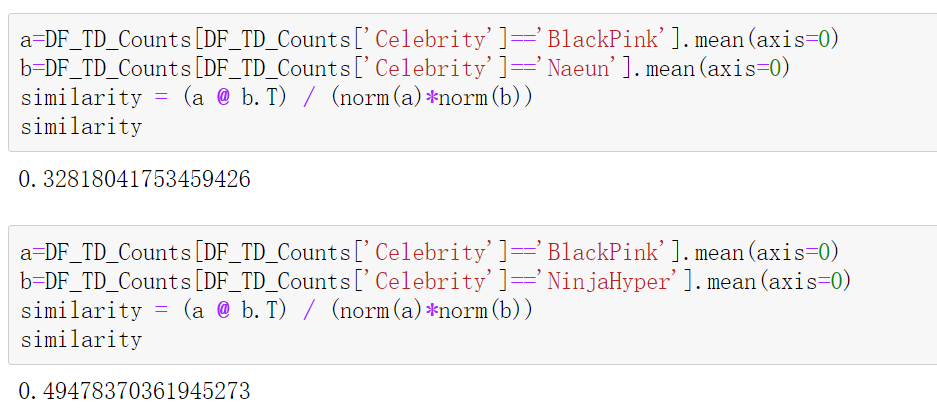 a=DF_TD_Counts[DF_TD_Counts['Celebrity']=='BlackPink'].mean(axis=0)
b=DF_TD_Counts[DF_TD_Counts['Celebrity']=='Naeun'].mean(axis=0)
similarity = (a @ b.T) / (norm(a)*norm(b))
similarity
0.32818041753459426
a=DF_TD_Counts[DF_TD_Counts['Celebrity']=='BlackPink'].mean(axis=0)
b=DF_TD_Counts[DF_TD_Counts['Celebrity']=='NinjaHyper'].mean(axis=0)
similarity = (a @ b.T) / (norm(a)*norm(b))
similarity
0.49478370361945273